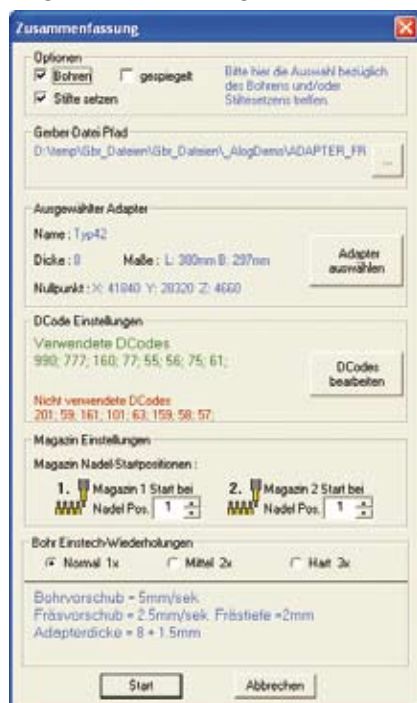 Zusammenfassung
Optionen
Bohren gespiegelt
Stifte setzen
Bitte hier die Auswahl bezüglich
des Bohrens und/oder
Stiftesetzens treffen.
Gerber-Datei Pfad
D:\temp\Gbr_Dateien\Gbr_Dateien\_AlogDemo\ADAPTER_FR
...
Ausgewählter Adapter
Name : Typ42
Dicke : 8 Maße : L: 380mm B: 297mm
Nullpunkt : X: 41840 Y: 28320 Z: 4660
Adapter
auswählen
DCode Einstellungen
Verwendete DCodes
990; 777; 160; 77; 55; 56; 75; 61;
Nicht verwendete DCodes
201; 59; 161; 101; 63; 159; 58; 57;
DCodes
bearbeiten
Magazin Einstellungen
Magazin Nadel-Startpositionen :
1. Magazin 1 Start bei
Nadel Pos. 1
2. Magazin 2 Start bei
Nadel Pos. 1
Bohr Einstech-Wiederholungen
Normal 1x Mittel 2x Hart 3x
Bohrvorschub = 5mm/sek.
Fräsvorschub = 2.5mm/sek. Frästiefe =2mm
Adapterdicke = 8 + 1.5mm
Start Abbrechen